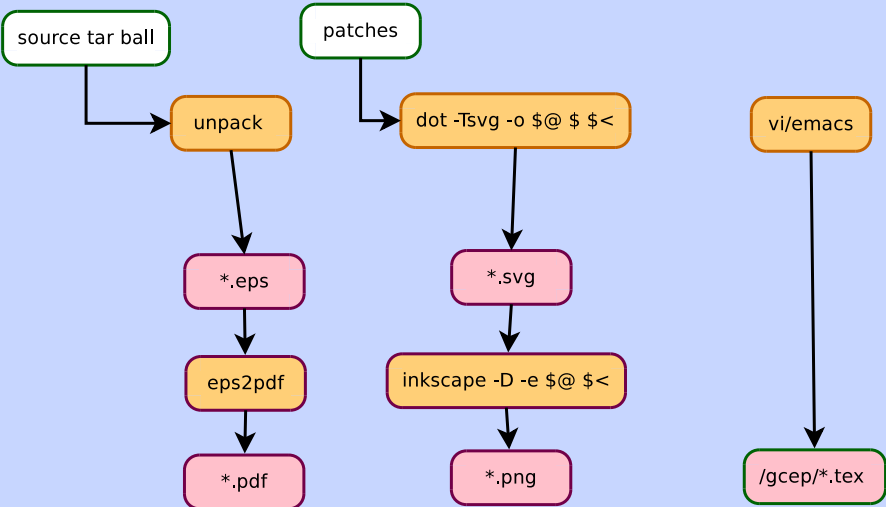 source tar ball
patches
unpack
dot -Tsvg -o $@ $ $<
vi/emacs
*.eps
*.svg
eps2pdf
inkscape -D -e $@ $<
*.pdf
*.png
/gcep/*.tex